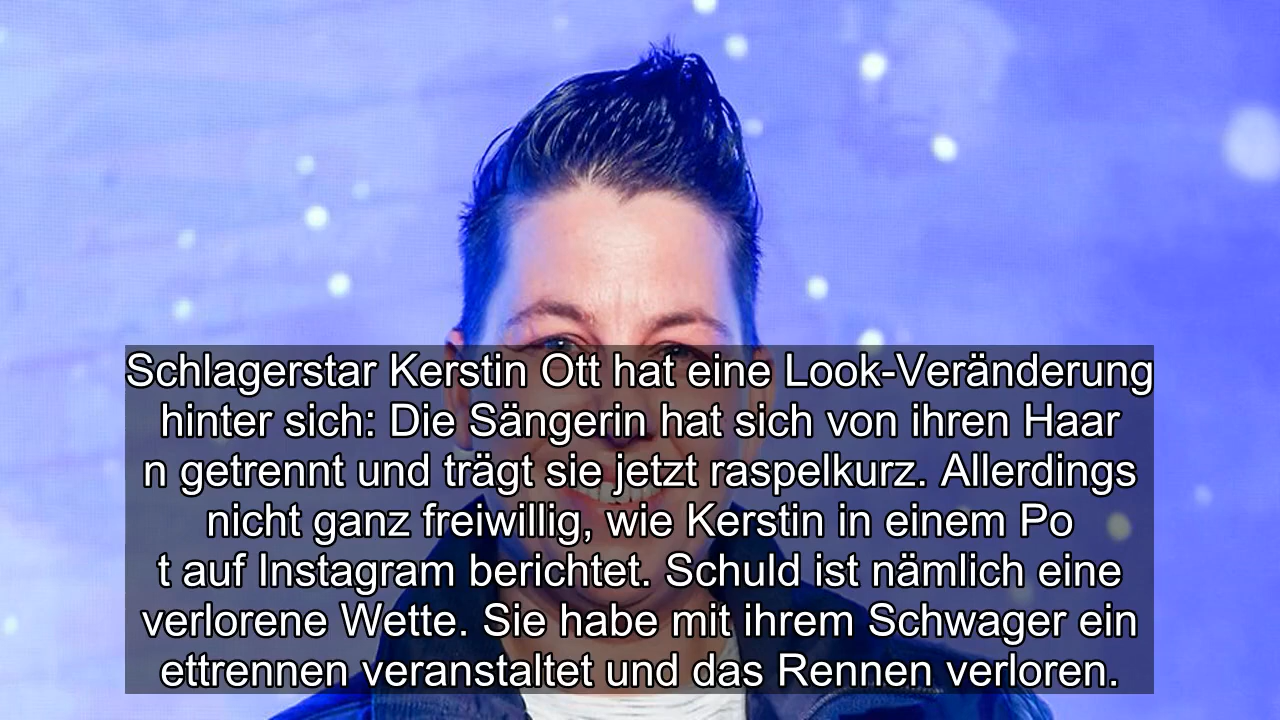 Schlagerstar Kerstin Ott hat eine Look-Veränderung
hinter sich: Die Sängerin hat sich von ihren Haar
n getrennt und trägt sie jetzt raspelkurz. Allerdings
nicht ganz freiwillig, wie Kerstin in einem Po
t auf Instagram berichtet. Schuld ist nämlich eine
verlorene Wette. Sie habe mit ihrem Schwager ein
ettrennen veranstaltet und das Rennen verloren.